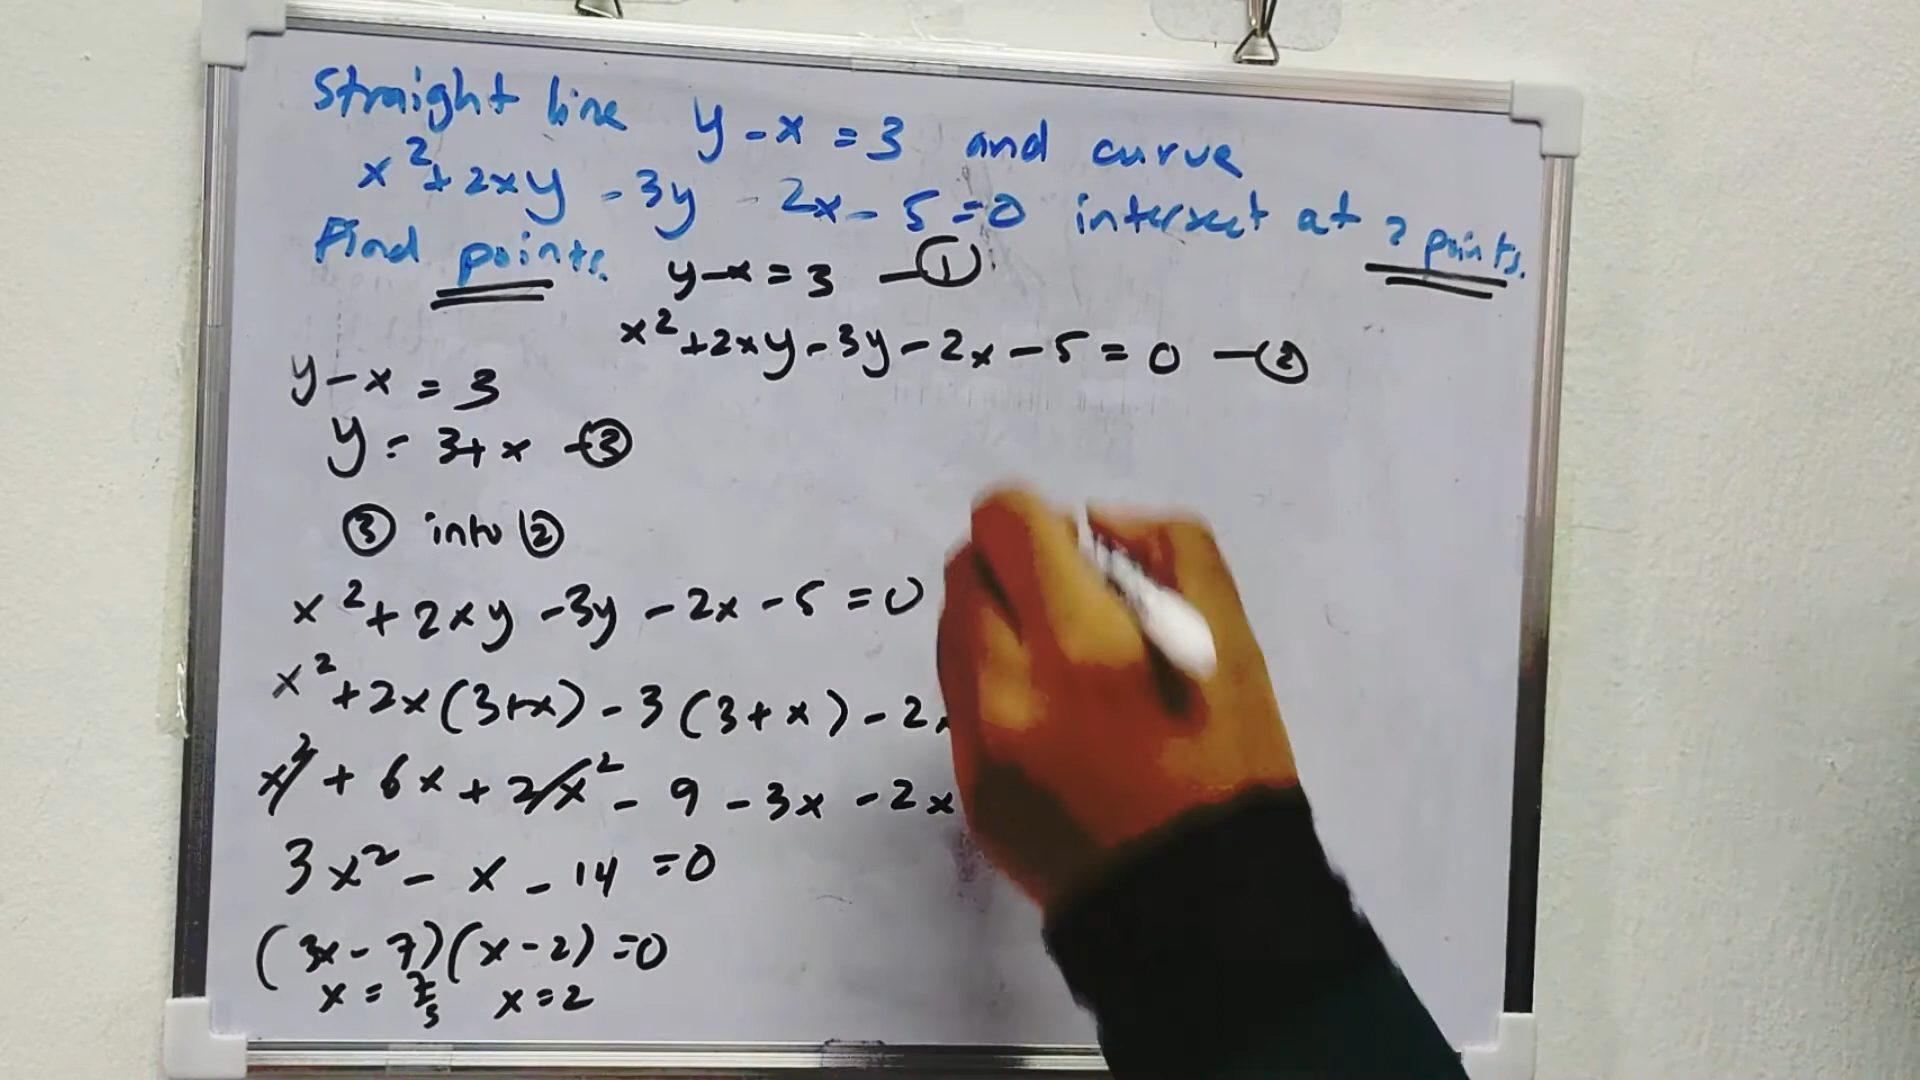 Straight line y - x = 3 and curve
x² + 2xy - 3y - 2x - 5 = 0 intersect at 2 points.
Find points.
y - x = 3 — ①
x² + 2xy - 3y - 2x - 5 = 0 — ②
y - x = 3
y = 3 + x — ③
③ into ②
x² + 2xy - 3y - 2x - 5 = 0
x² + 2x(3+x) - 3(3+x) - 2x
x² + 6x + 2x² - 9 - 3x - 2x
3x² - x - 14 = 0
(3x - 7)(x - 2) = 0
x = 7/3 x = 2